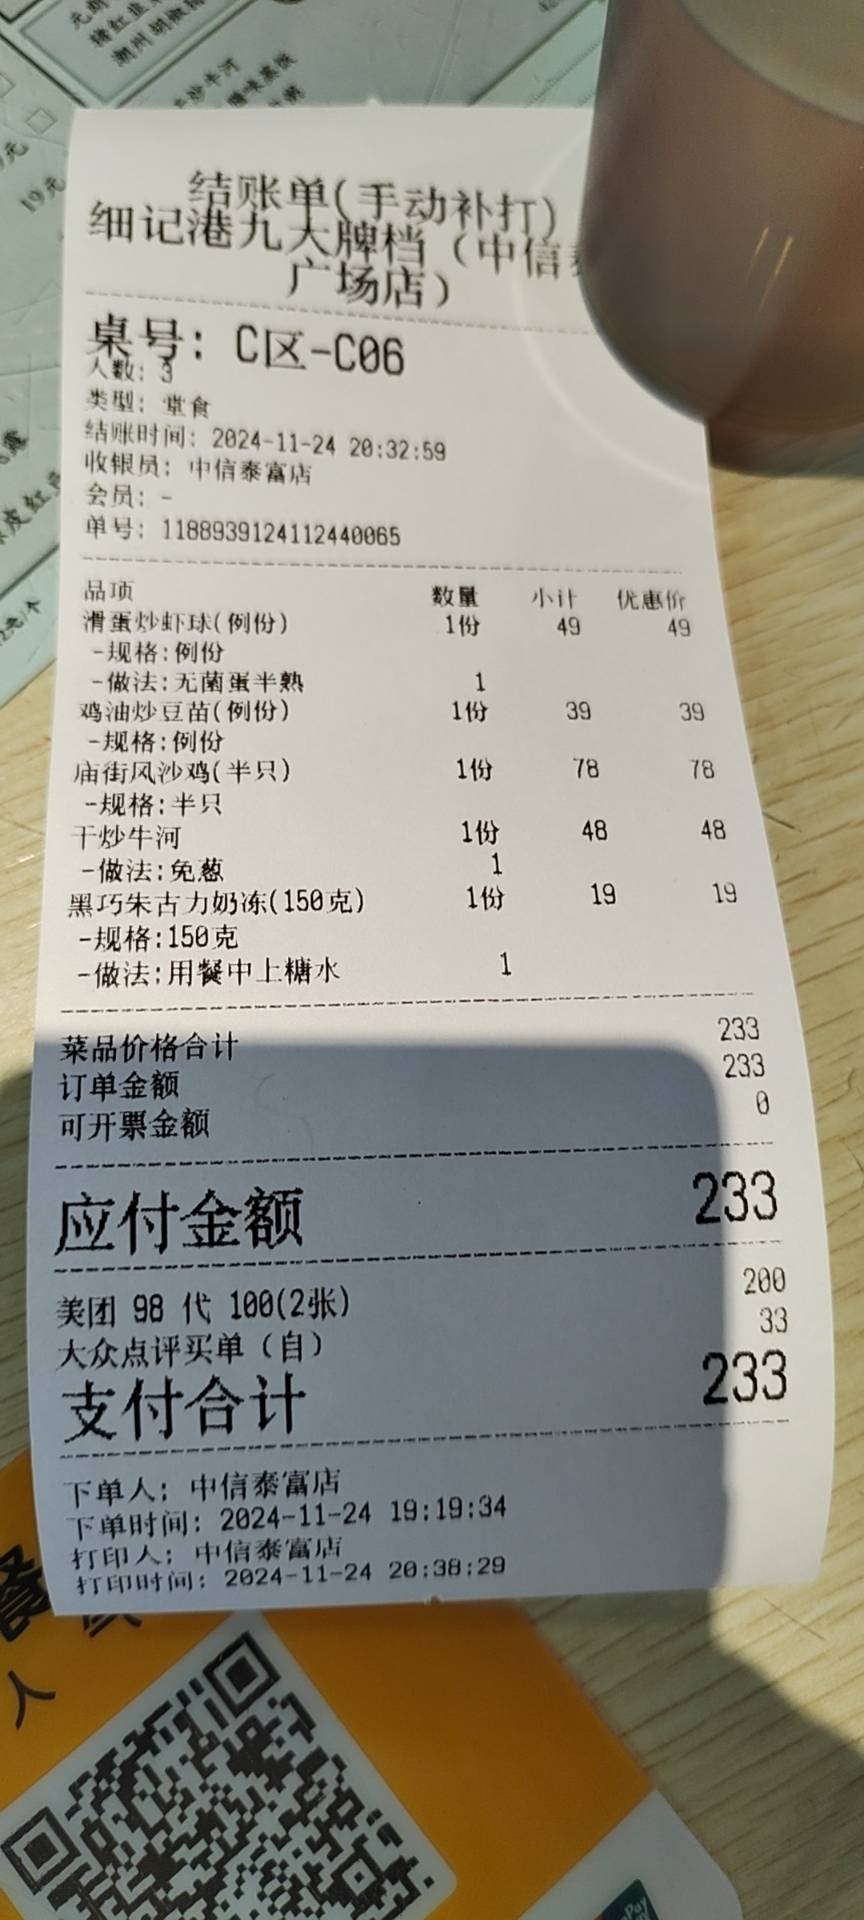 结账单(手动补打)
细记港九大牌档（中信
广场店）
桌号: C区-C06
人数: 3
类型: 堂食
结账时间: 2024-11-24 20:32:59
收银员: 中信泰富店
会员: -
单号: 1188939124112440065
品项 数量 小计 优惠价
滑蛋炒虾球(例份) 1份 49 49
-规格:例份
-做法:无菌蛋半熟 1
鸡油炒豆苗(例份) 1份 39 39
-规格:例份
庙街风沙鸡(半只) 1份 78 78
-规格:半只
干炒牛河 1份 48 48
-做法:免葱 1
黑巧朱古力奶冻(150克) 1份 19 19
-规格:150克
-做法:用餐中上糖水 1
菜品价格合计 233
订单金额 233
可开票金额 0
应付金额 233
美团 98 代 100(2张) 200
大众点评买单（自） 33
支付合计 233
下单人: 中信泰富店
下单时间: 2024-11-24 19:19:34
打印人: 中信泰富店
打印时间: 2024-11-24 20:38:29
人